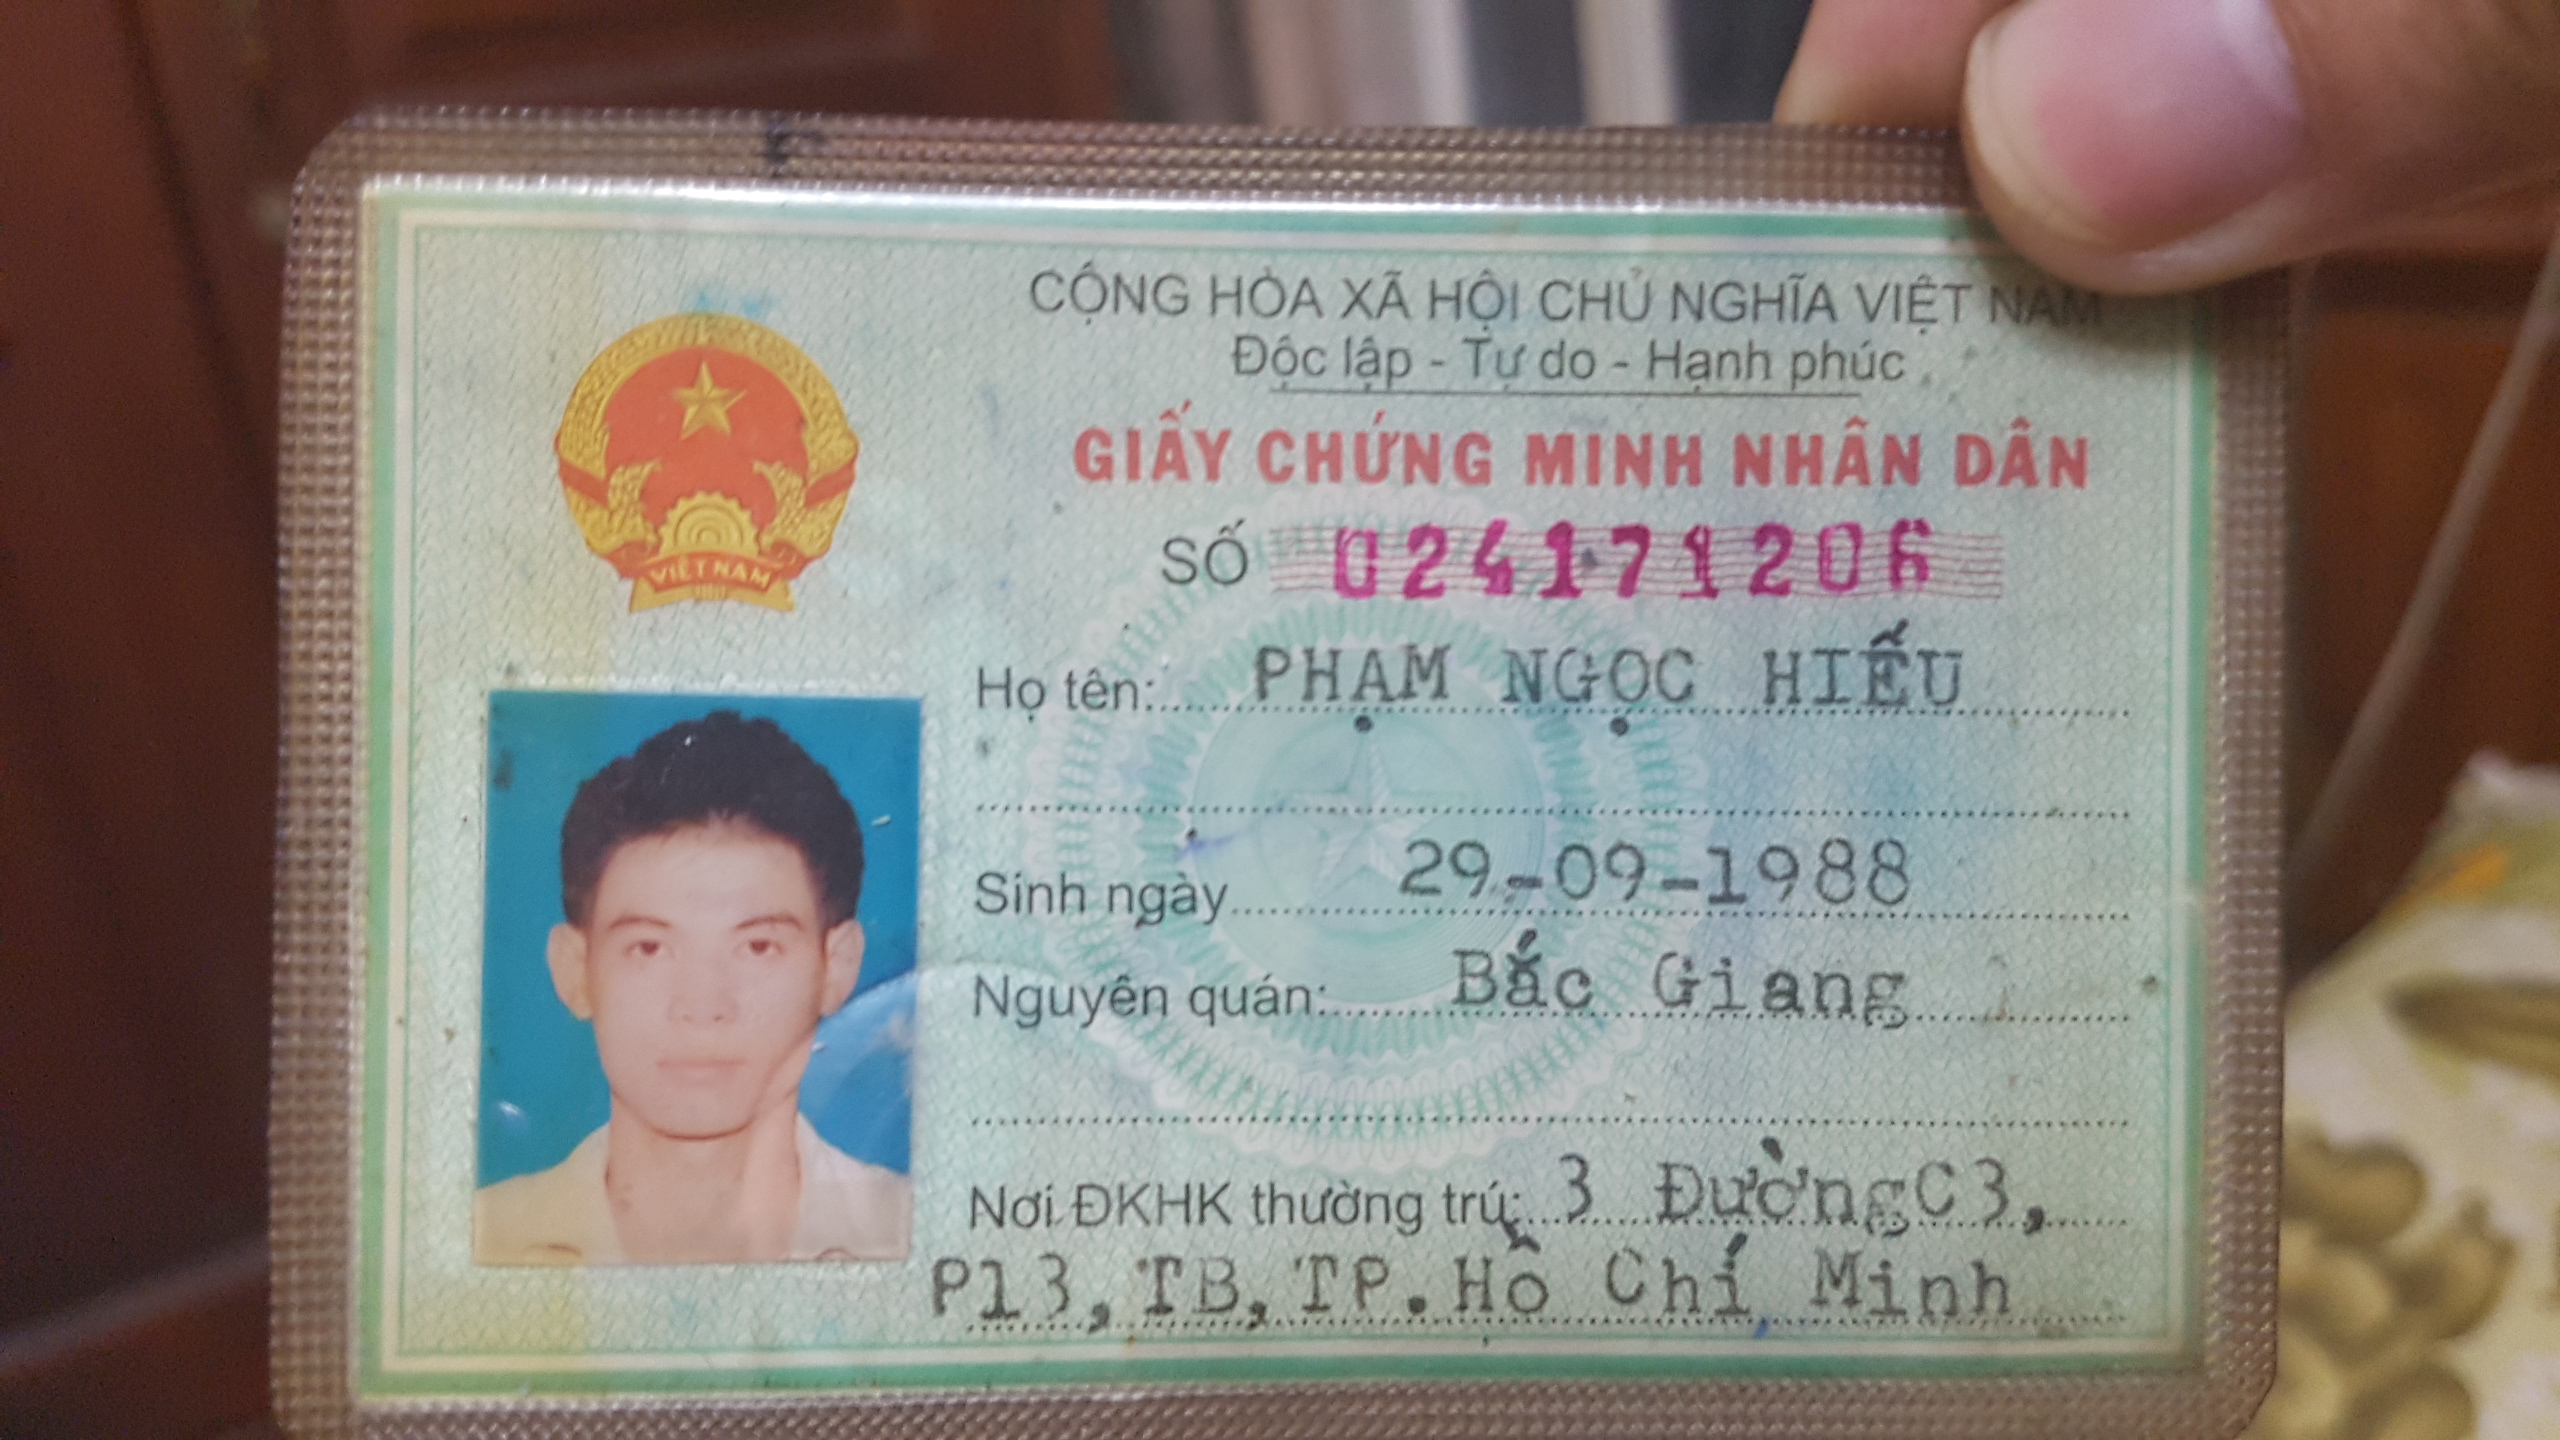 CỘNG HÒA XÃ HỘI CHỦ NGHĨA VIỆT NAM
Độc lập - Tự do - Hạnh phúc
GIẤY CHỨNG MINH NHÂN DÂN
SỐ 024171206
VIỆT NAM
Họ tên: PHẠM NGỌC HIẾU
Sinh ngày 29-09-1988
Nguyên quán: Bắc Giang
Nơi ĐKHK thường trú: 3 Đường C3,
P13, TB, TP. Hồ Chí Minh